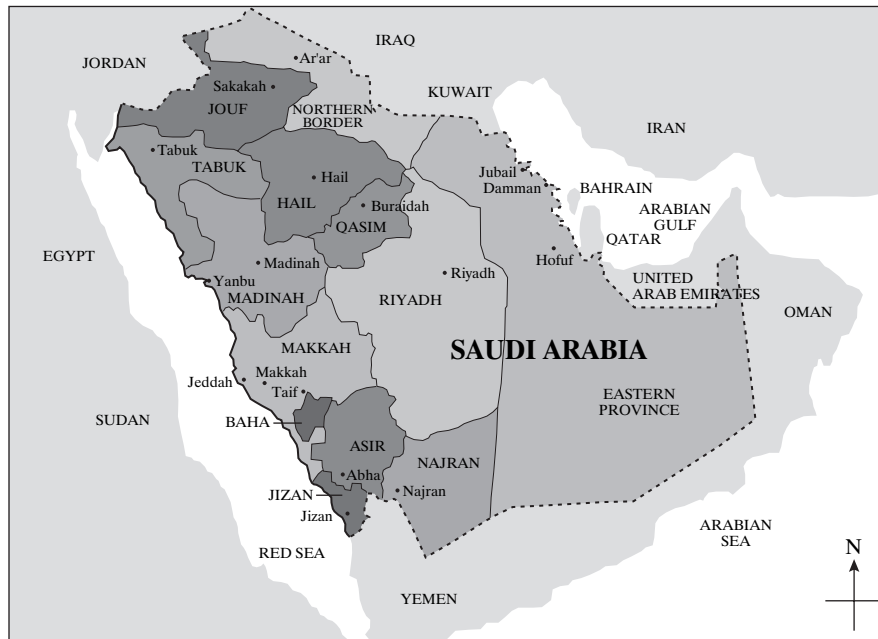 IRAQ
JORDAN
Ar'ar
Sakakah
KUWAIT
JOUF
NORTHERN
BORDER
IRAN
Tabuk
TABUK
Jubail
Damman
Hail
BAHRAIN
HAIL
Buraidah
ARABIAN
GULF
QASIM
QATAR
EGYPT
Hofuf
Madinah
Riyadh
Yanbu
MADINAH
RIYADH
UNITED
ARAB EMIRATES
OMAN
MAKKAH
SAUDI ARABIA
Makkah
Jeddah
Taif
EASTERN
PROVINCE
SUDAN
BAHA
ASIR
NAJRAN
Abha
JIZAN
Najran
Jizan
ARABIAN
SEA
RED SEA
N
YEMEN